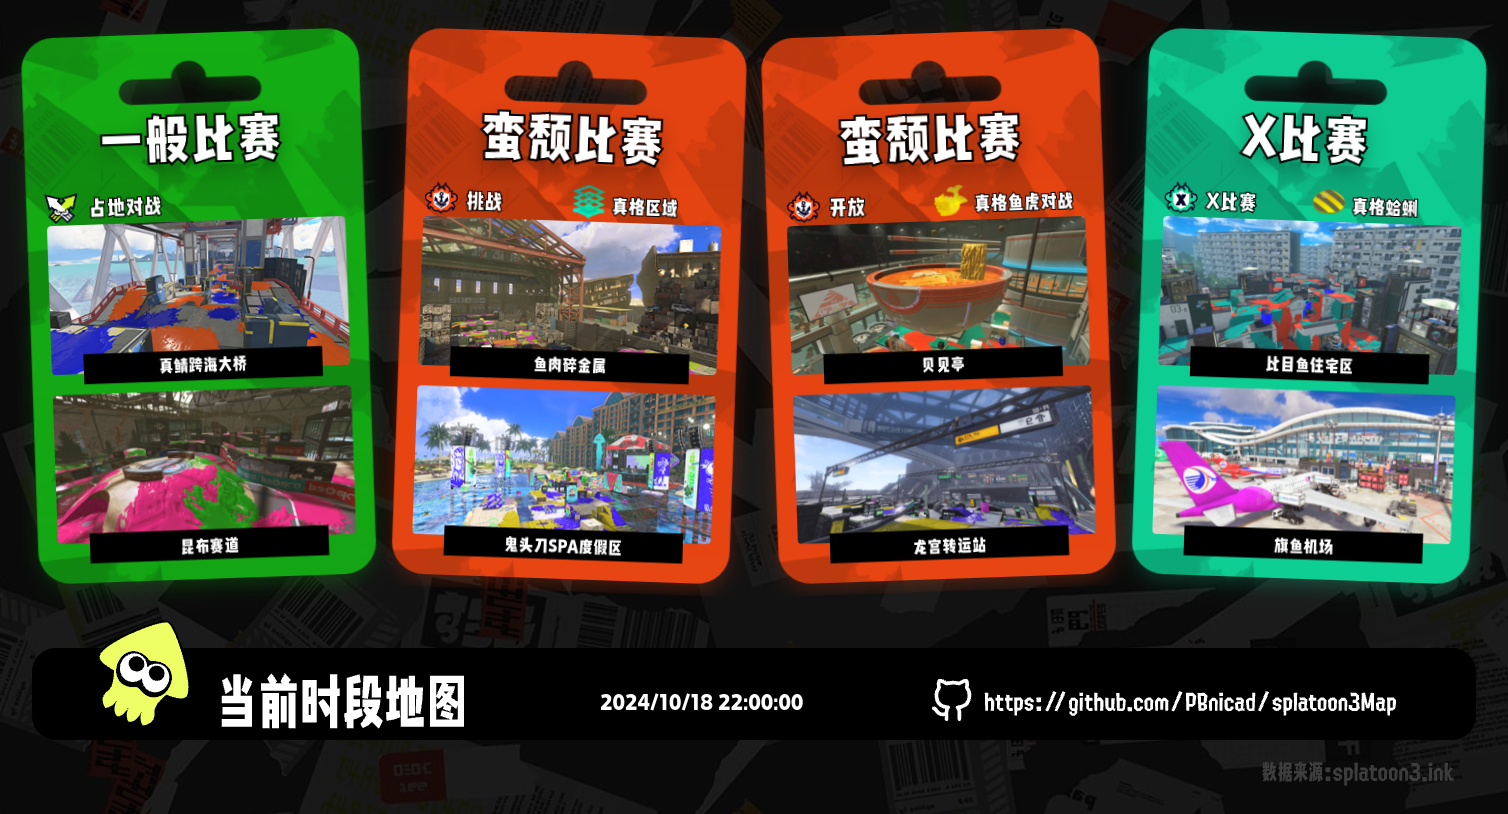 一般比赛
占地对战
真鲭跨海大桥
昆布赛道
蛮颓比赛
挑战
真格区域
鱼肉碎金属
鬼头刀SPA度假区
蛮颓比赛
开放
真格鱼虎对战
贝见亭
龙宫转运站
X比赛
X比赛
真格蛤蜊
比目鱼住宅区
旗鱼机场
当前时段地图
2024/10/18 22:00:00
https://github.com/PBnicad/splatoon3Map
数据来源:splatoon3.ink